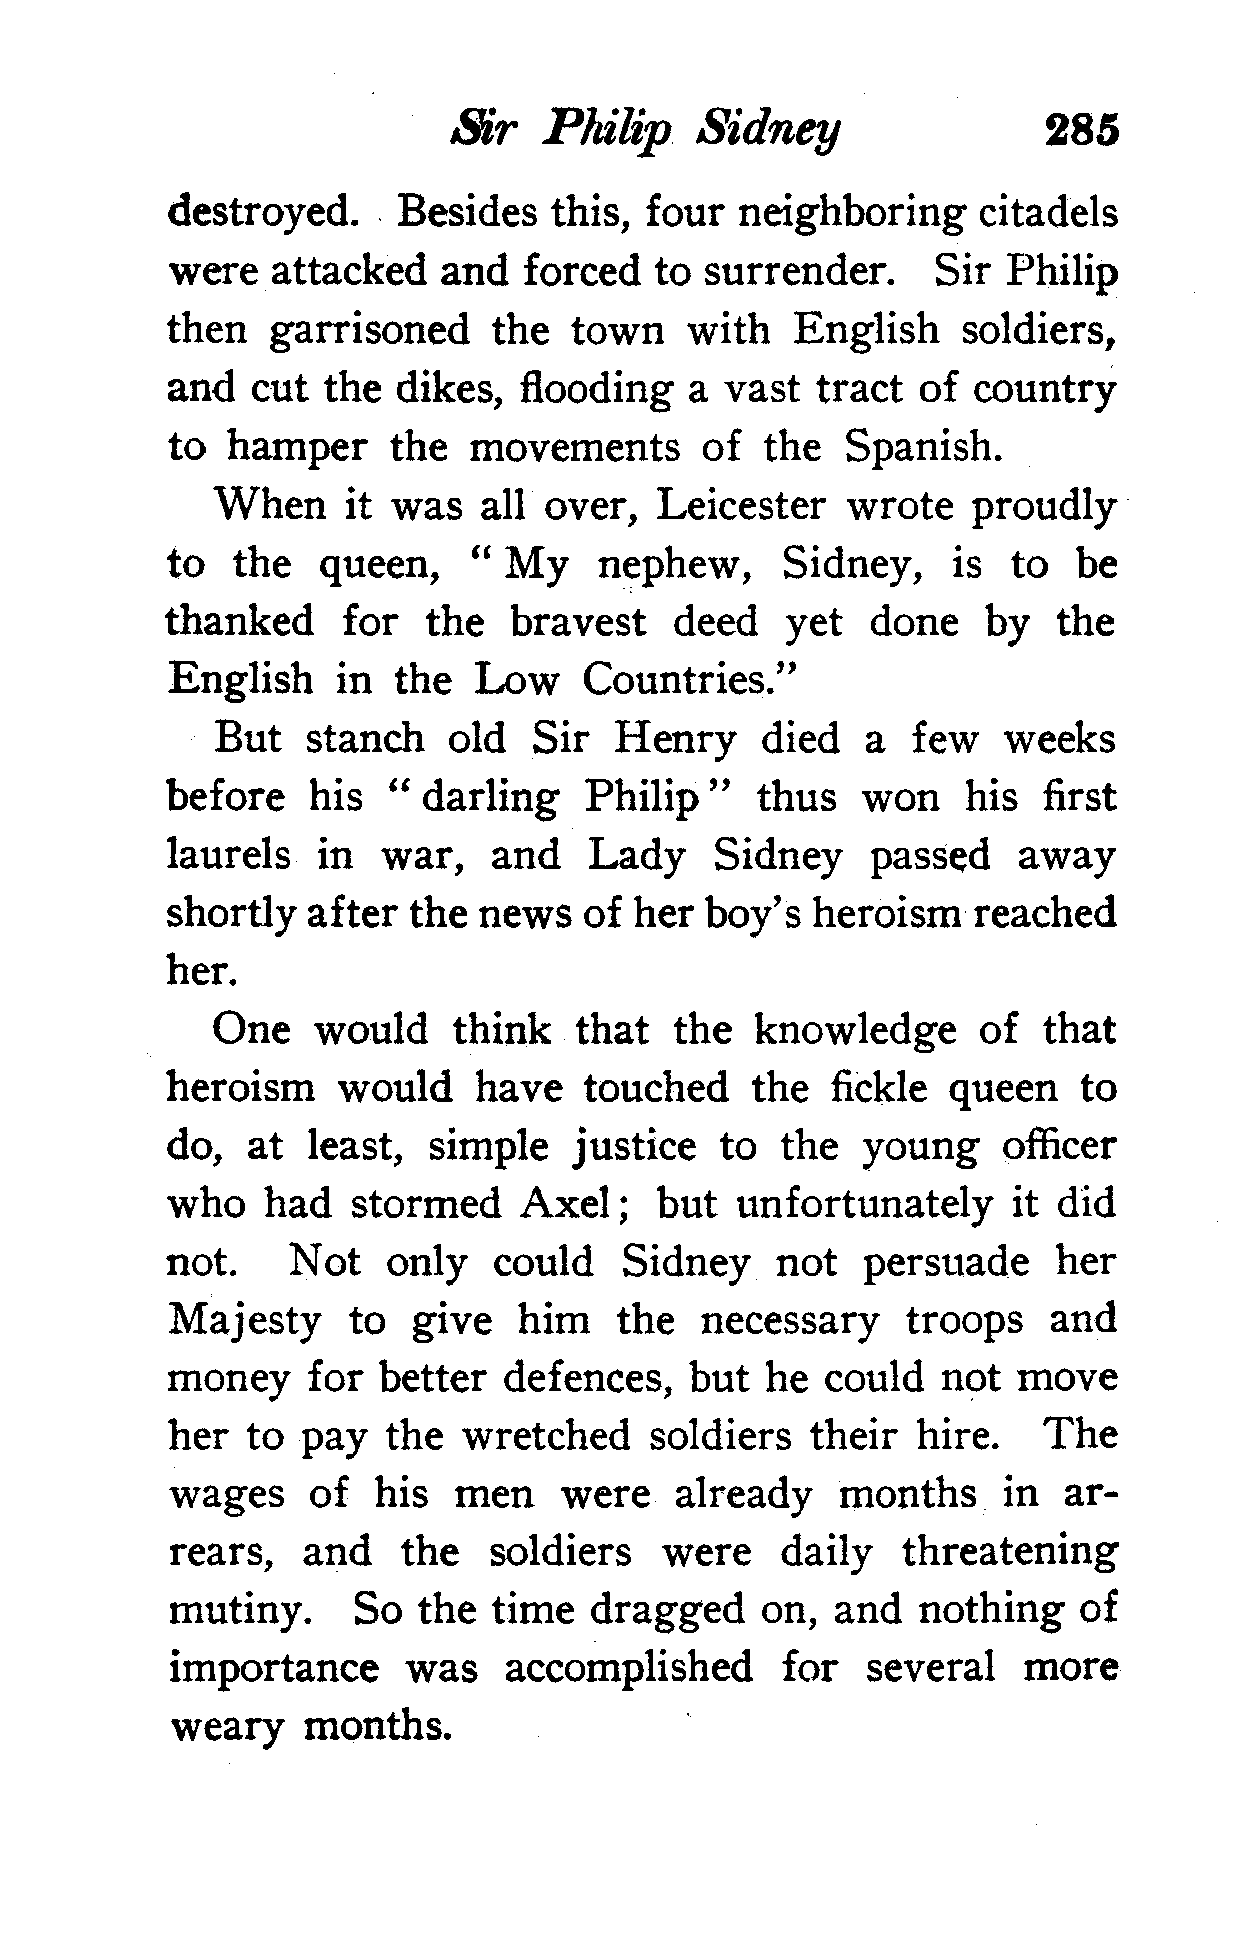 Sir Philip Sidney 285
destroyed. Besides this, four neighboring citadels
were attacked and forced to surrender. Sir Philip
then garrisoned the town with English soldiers,
and cut the dikes, flooding a vast tract of country
to hamper the movements of the Spanish.
When it was all over, Leicester wrote proudly
to the queen, " My nephew, Sidney, is to be
thanked for the bravest deed yet done by the
English in the Low Countries."
But stanch old Sir Henry died a few weeks
before his " darling Philip " thus won his first
laurels in war, and Lady Sidney passed away
shortly after the news of her boy's heroism reached
her.
One would think that the knowledge of that
heroism would have touched the fickle queen to
do, at least, simple justice to the young officer
who had stormed Axel ; but unfortunately it did
not. Not only could Sidney not persuade her
Majesty to give him the necessary troops and
money for better defences, but he could not move
her to pay the wretched soldiers their hire. The
wages of his men were already months in ar-
rears, and the soldiers were daily threatening
mutiny. So the time dragged on, and nothing of
importance was accomplished for several more
weary months.